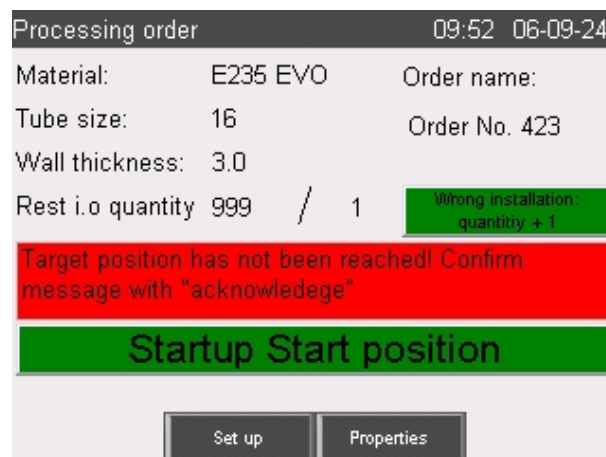 Processing order 09:52 06-09-24
Material: E235 EVO Order name:
Tube size: 16 Order No. 423
Wall thickness: 3.0
Rest i.o quantity 999 / 1 Wrong installation:
quantitiy + 1
Target position has not been reached! Confirm
message with "acknowledege"
Startup Start position
Set up Properties